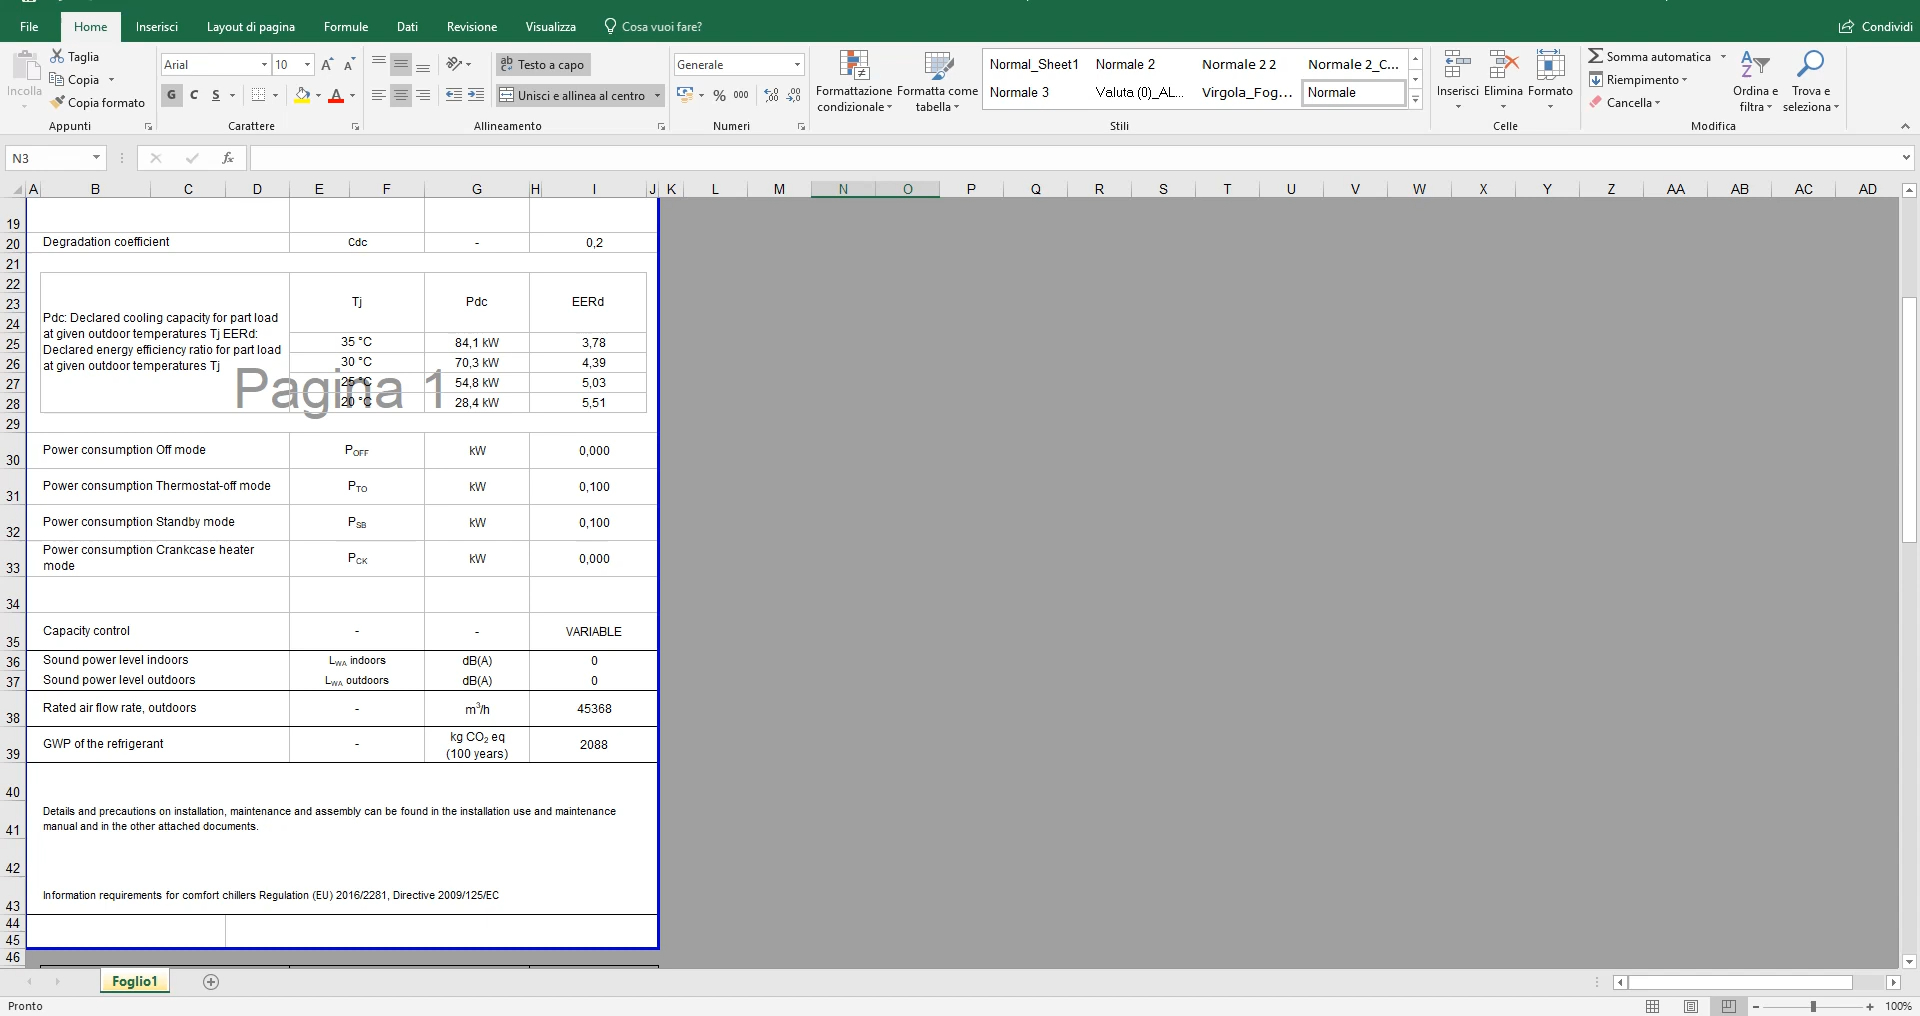 File Home Inserisci Layout di pagina Formule Dati Revisione Visualizza Cosa vuoi fare? Condividi
Incolla
Taglia
Copia
Copia formato
Appunti
Arial 10
G C S
Carattere
Testo a capo
Unisci e allinea al centro
Allineamento
Generale
% 000
Numeri
Formattazione condizionale
Formatta come tabella
Normal_Sheet1 Normale 2 Normale 2 2 Normale 2_C...
Normale 3 Valuta (0)_AL... Virgola_Fog... Normale
Stili
Inserisci Elimina Formato
Celle
Somma automatica
Riempimento
Cancella
Ordina e filtra
Trova e seleziona
Modifica
N3
fx
A B C D E F G H I J K L M N O P Q R S T U V W X Y Z AA AB AC AD
19
20 Degradation coefficient Cdc - 0,2
21
22
23 Tj Pdc EERd
24
Pdc: Declared cooling capacity for part load
at given outdoor temperatures Tj EERd:
Declared energy efficiency ratio for part load
at given outdoor temperatures Tj
25 35 °C 84,1 kW 3,78
26 30 °C 70,3 kW 4,39
27 25 °C 54,8 kW 5,03
28 20 °C 28,4 kW 5,51
Pagina 1
29
30 Power consumption Off mode POFF kW 0,000
31 Power consumption Thermostat-off mode PTO kW 0,100
32 Power consumption Standby mode PSB kW 0,100
33 Power consumption Crankcase heater
mode PCK kW 0,000
34
35 Capacity control - - VARIABLE
36 Sound power level indoors LWA indoors dB(A) 0
37 Sound power level outdoors LWA outdoors dB(A) 0
38 Rated air flow rate, outdoors - m³/h 45368
39 GWP of the refrigerant - kg CO₂ eq
(100 years) 2088
40
41 Details and precautions on installation, maintenance and assembly can be found in the installation use and maintenance
manual and in the other attached documents.
42
43 Information requirements for comfort chillers Regulation (EU) 2016/2281, Directive 2009/125/EC
44
45
46
Foglio1
Pronto
100%